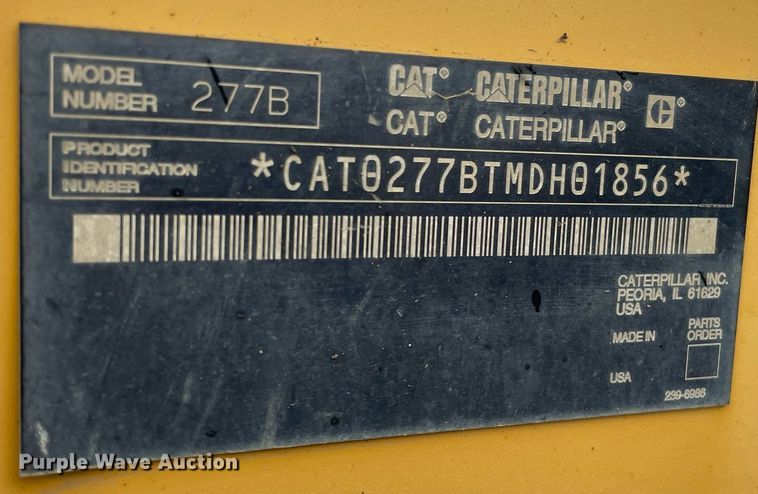 MODEL
NUMBER 277B
CAT® CATERPILLAR®
CAT® CATERPILLAR®
PRODUCT
IDENTIFICATION
NUMBER
*CAT0277BTMDH01856*
CATERPILLAR INC.
PEORIA, IL 61629
USA
MADE IN
PARTS
ORDER
USA
239-6986
Purple Wave Auction